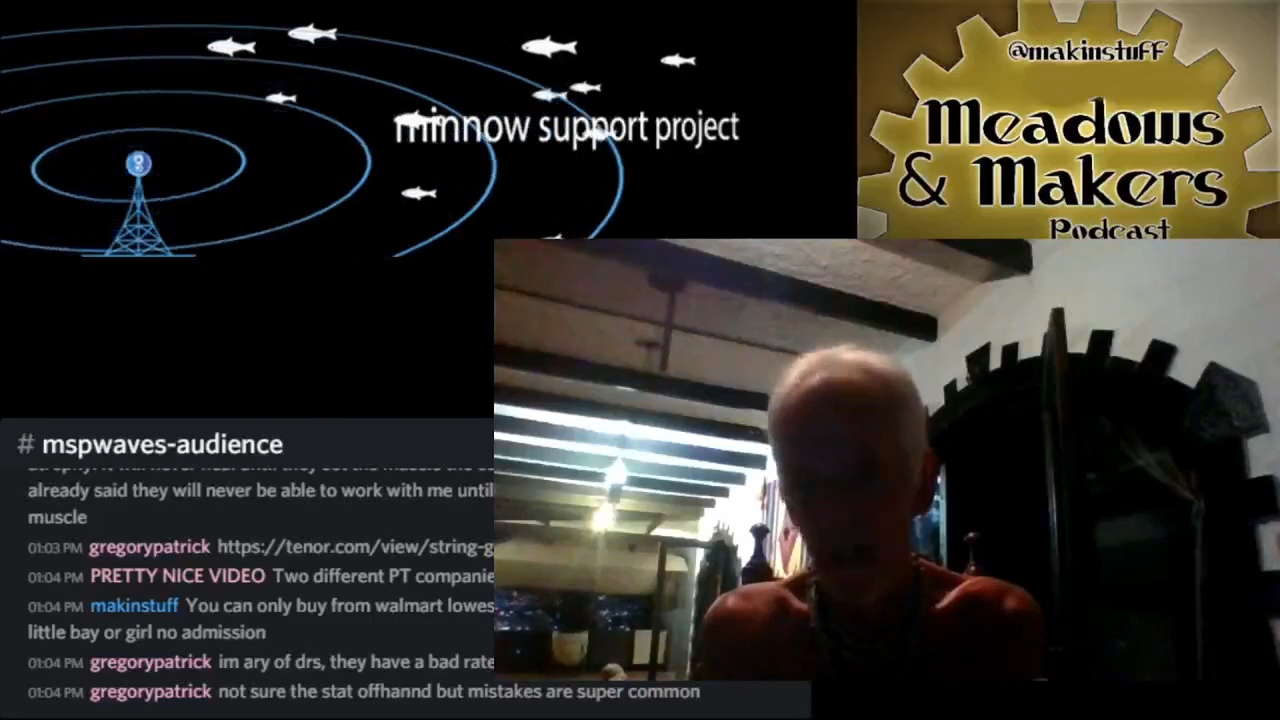 minnow support project
@makinstuff
Meadows
& Makers
Podcast
# mspwaves-audience
already said they will never be able to work with me until
muscle
01:03 PM gregorypatrick https://tenor.com/view/string-g
01:04 PM PRETTY NICE VIDEO Two different PT companie
01:04 PM makinstuff You can only buy from walmart lowes
little bay or girl no admission
01:04 PM gregorypatrick im ary of drs, they have a bad rate
01:04 PM gregorypatrick not sure the stat offhannd but mistakes are super common